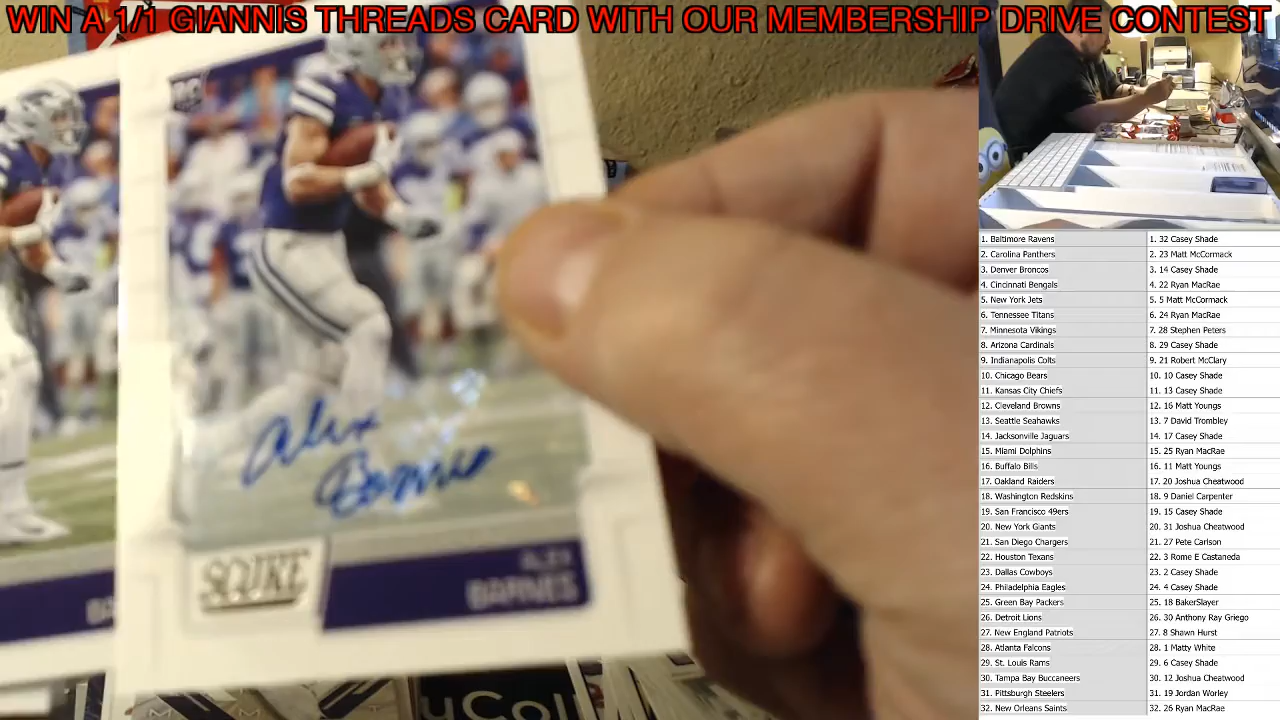 WIN A 1/1 GIANNIS THREADS CARD WITH OUR MEMBERSHIP DRIVE CONTEST
RC
Alex
Barnes
SCORE
ALEX
BARNES
BA
1. Baltimore Ravens 1. 32 Casey Shade
2. Carolina Panthers 2. 23 Matt McCormack
3. Denver Broncos 3. 14 Casey Shade
4. Cincinnati Bengals 4. 22 Ryan MacRae
5. New York Jets 5. 5 Matt McCormack
6. Tennessee Titans 6. 24 Ryan MacRae
7. Minnesota Vikings 7. 28 Stephen Peters
8. Arizona Cardinals 8. 29 Casey Shade
9. Indianapolis Colts 9. 21 Robert McClary
10. Chicago Bears 10. 10 Casey Shade
11. Kansas City Chiefs 11. 13 Casey Shade
12. Cleveland Browns 12. 16 Matt Youngs
13. Seattle Seahawks 13. 7 David Trombley
14. Jacksonville Jaguars 14. 17 Casey Shade
15. Miami Dolphins 15. 25 Ryan MacRae
16. Buffalo Bills 16. 11 Matt Youngs
17. Oakland Raiders 17. 20 Joshua Cheatwood
18. Washington Redskins 18. 9 Daniel Carpenter
19. San Francisco 49ers 19. 15 Casey Shade
20. New York Giants 20. 31 Joshua Cheatwood
21. San Diego Chargers 21. 27 Pete Carlson
22. Houston Texans 22. 3 Rome E Castaneda
23. Dallas Cowboys 23. 2 Casey Shade
24. Philadelphia Eagles 24. 4 Casey Shade
25. Green Bay Packers 25. 18 BakerSlayer
26. Detroit Lions 26. 30 Anthony Ray Griego
27. New England Patriots 27. 8 Shawn Hurst
28. Atlanta Falcons 28. 1 Matty White
29. St. Louis Rams 29. 6 Casey Shade
30. Tampa Bay Buccaneers 30. 12 Joshua Cheatwood
31. Pittsburgh Steelers 31. 19 Jordan Worley
32. New Orleans Saints 32. 26 Ryan MacRae